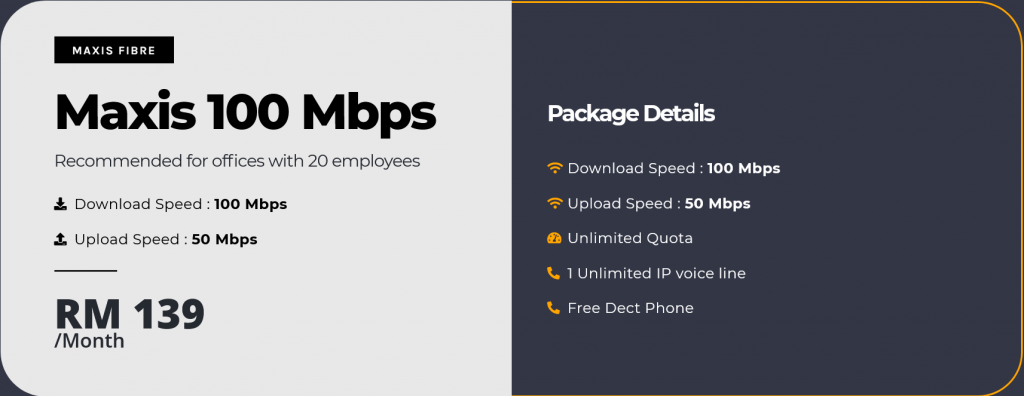 MAXIS FIBRE
Maxis 100 Mbps
Recommended for offices with 20 employees
Download Speed : 100 Mbps
Upload Speed : 50 Mbps
RM 139
/Month
Package Details
Download Speed : 100 Mbps
Upload Speed : 50 Mbps
Unlimited Quota
1 Unlimited IP voice line
Free Dect Phone